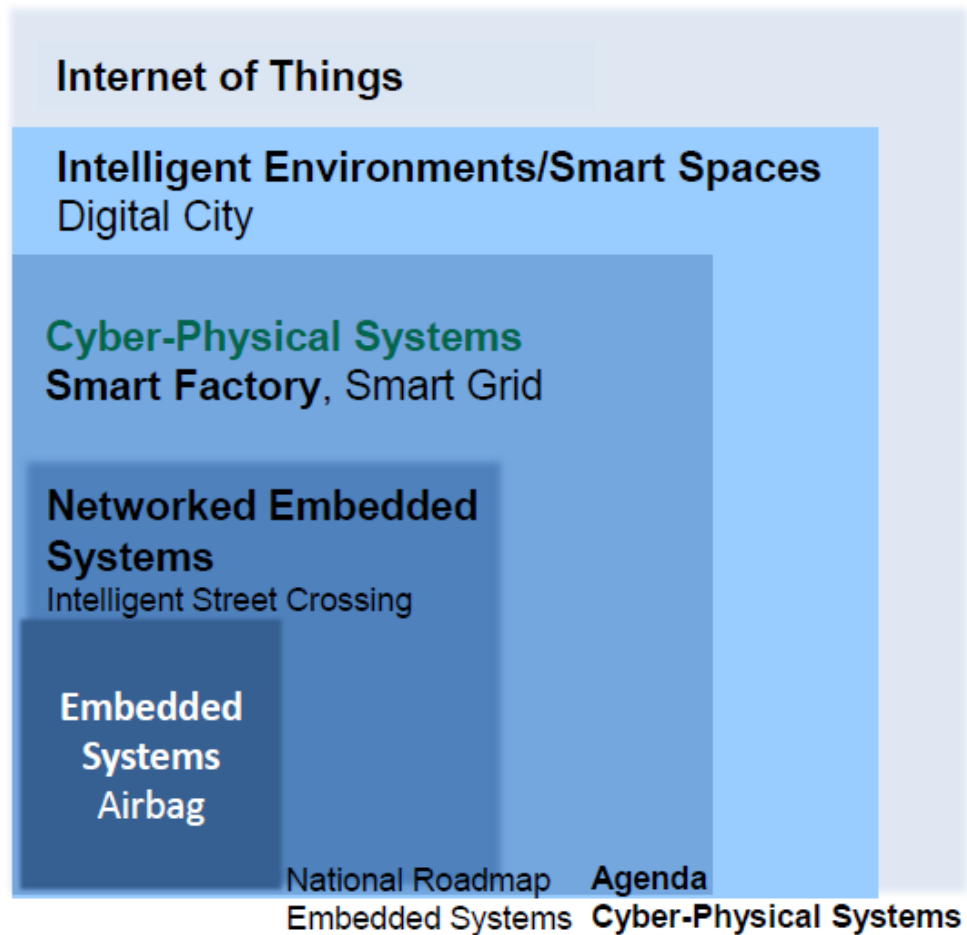 Internet of Things
Intelligent Environments/Smart Spaces
Digital City
Cyber-Physical Systems
Smart Factory, Smart Grid
Networked Embedded
Systems
Intelligent Street Crossing
Embedded
Systems
Airbag
National Roadmap
Embedded Systems
Agenda
Cyber-Physical Systems